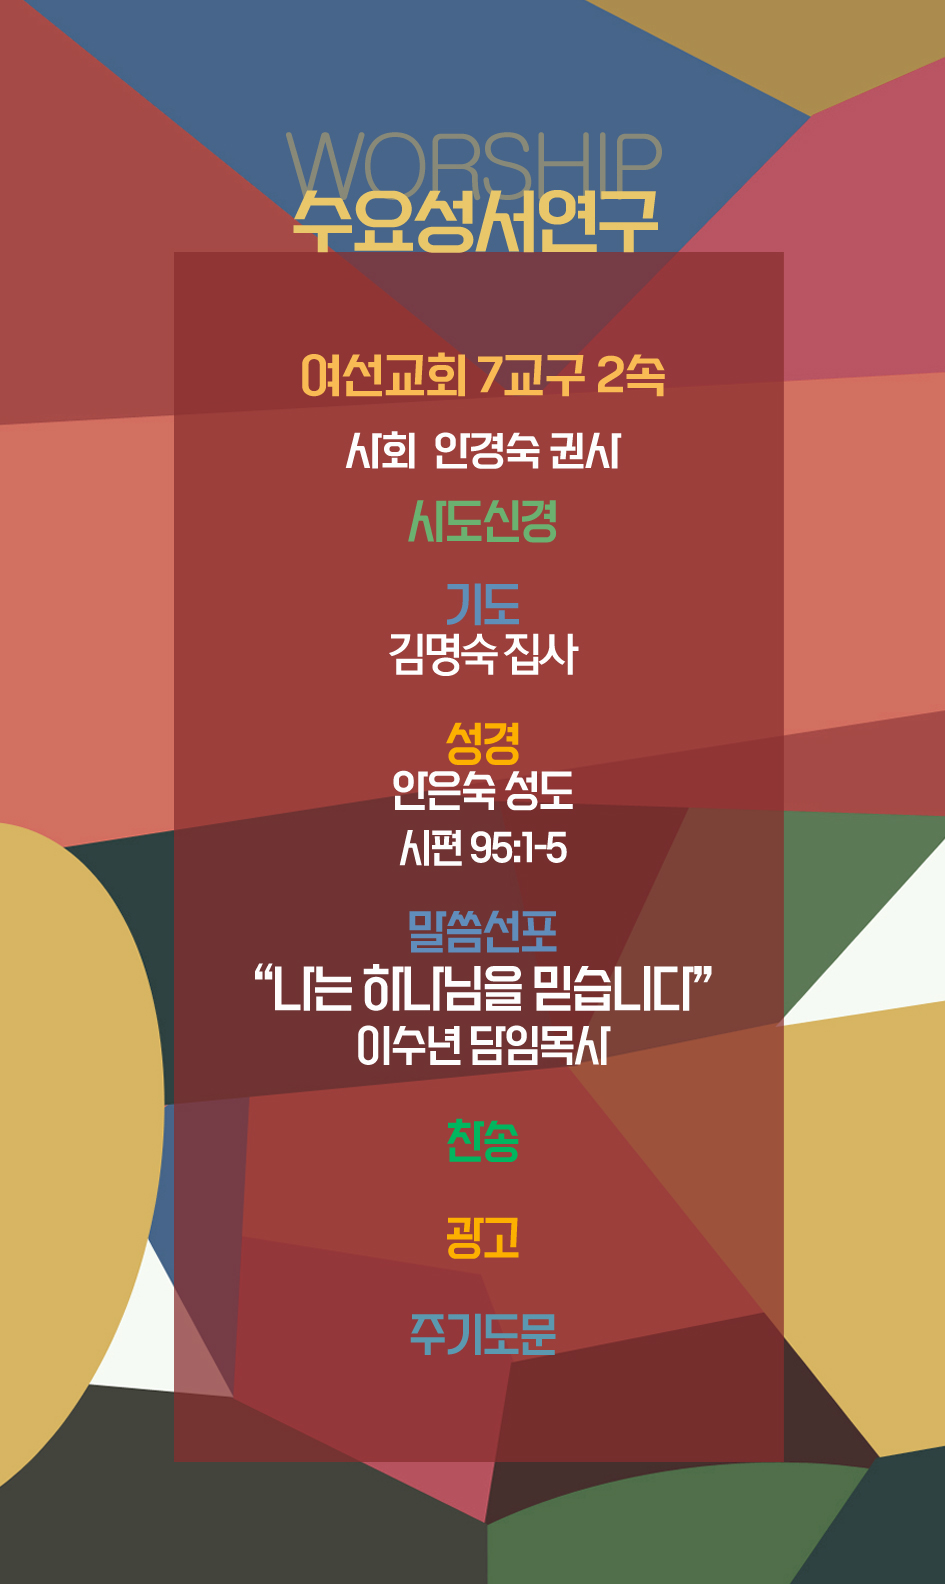 WORSHIP
수요성서연구
여선교회 7교구 2속
사회 안경숙 권사
사도신경
기도
김명숙 집사
성경
안은숙 성도
시편 95:1-5
말씀선포
“나는 하나님을 믿습니다”
이수년 담임목사
찬송
광고
주기도문